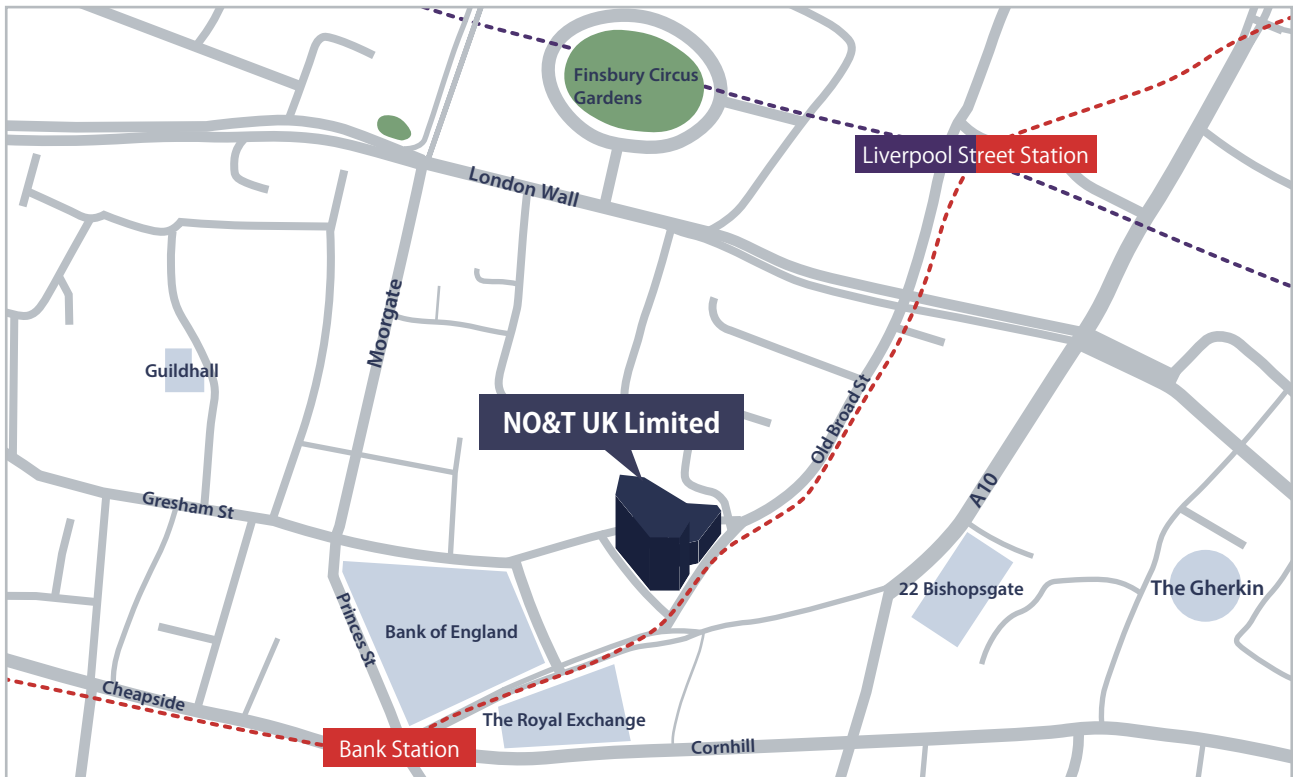 Finsbury Circus
Gardens
Liverpool Street Station
London Wall
Moorgate
Guildhall
NO&T UK Limited
Old Broad St
A10
Gresham St
22 Bishopsgate
The Gherkin
Princes St
Bank of England
Cheapside
The Royal Exchange
Bank Station
Cornhill